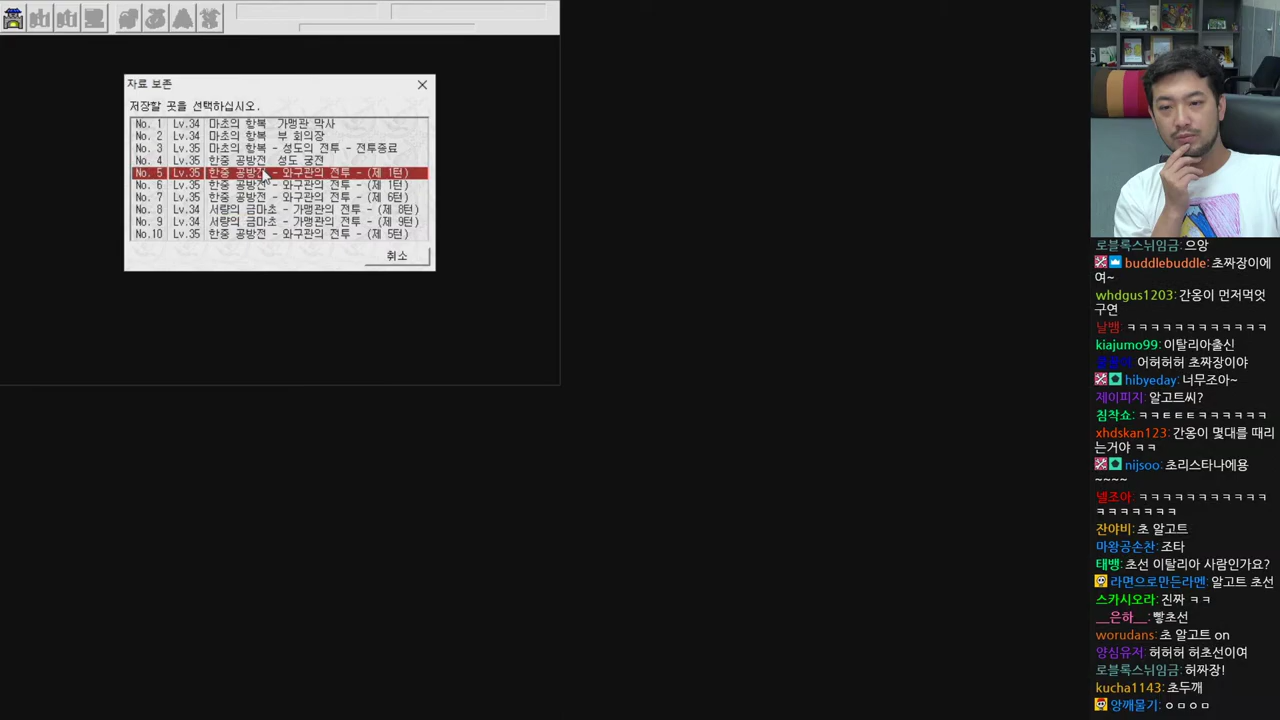 자료 보존
저장할 곳을 선택하십시오.
No. 1 Lv.34 마초의 항복 가맹관 막사
No. 2 Lv.34 마초의 항복 부 회의장
No. 3 Lv.35 마초의 항복 - 성도의 전투 - 전투종료
No. 4 Lv.35 한중 공방전 성도 궁전
No. 5 Lv.35 한중 공방전 - 와구관의 전투 - (제 1턴)
No. 6 Lv.35 한중 공방전 - 와구관의 전투 - (제 1턴)
No. 7 Lv.35 한중 공방전 - 와구관의 전투 - (제 6턴)
No. 8 Lv.34 서량의 금마초 - 가맹관의 전투 - (제 8턴)
No. 9 Lv.34 서량의 금마초 - 가맹관의 전투 - (제 9턴)
No.10 Lv.35 한중 공방전 - 와구관의 전투 - (제 5턴)
취소
로블록스뉘임금: 으앙
buddlebuddle: 초짜장이에
여~
whdgus1203: 간옹이 먼저먹엇
구연
날뱀: ㅋㅋㅋㅋㅋㅋㅋㅋㅋㅋㅋㅋ
kiajumo99: 이탈리아출신
어허허허 초짜장이야
hibyeday: 너무조아~
제이피지: 알고트씨?
침착쇼: ㅋㅋㅌㅌㅌㅋㅋㅋㅋㅋㅋ
xhdskan123: 간옹이 몇대를 때리
는거야 ㅋㅋ
nijsoo: 초리스타나에용
~~~~
넬조아: ㅋㅋㅋㅋㅋㅋㅋㅋㅋㅋㅋ
ㅋㅋㅋㅋㅋㅋㅋ
잔야비: 초 알고트
마왕공손찬: 조타
태뱅: 초선 이탈리아 사람인가요?
라면으로만든라멘: 알고트 초선
스카시오라: 진짜 ㅋㅋ
__은하__: 빻초선
worudans: 초 알고트 on
양심유저: 허허허 허초선이여
로블록스뉘임금: 허짜장!
kucha1143: 초두깨
앙깨물기: ㅇㅁㅇㅁ